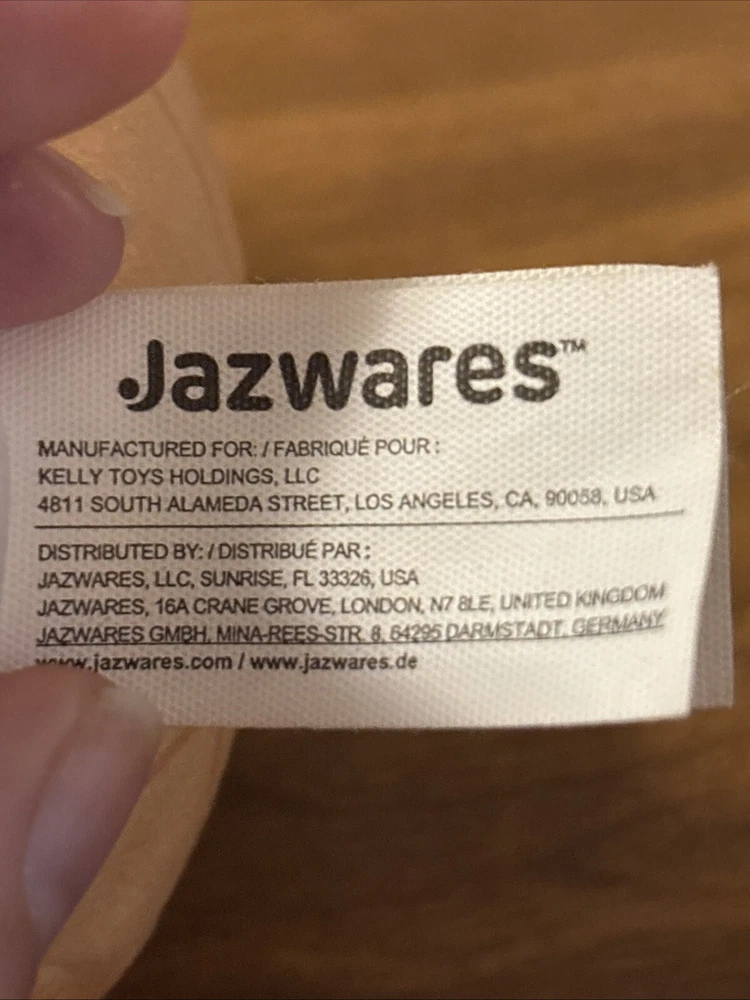 Jazwares™
MANUFACTURED FOR: / FABRIQUÉ POUR :
KELLY TOYS HOLDINGS, LLC
4811 SOUTH ALAMEDA STREET, LOS ANGELES, CA, 90058, USA
DISTRIBUTED BY: / DISTRIBUÉ PAR :
JAZWARES, LLC, SUNRISE, FL 33326, USA
JAZWARES, 16A CRANE GROVE, LONDON, N7 8LE, UNITED KINGDOM
JAZWARES GMBH, MINA-REES-STR. 8, 64295 DARMSTADT, GERMANY
www.jazwares.com / www.jazwares.de